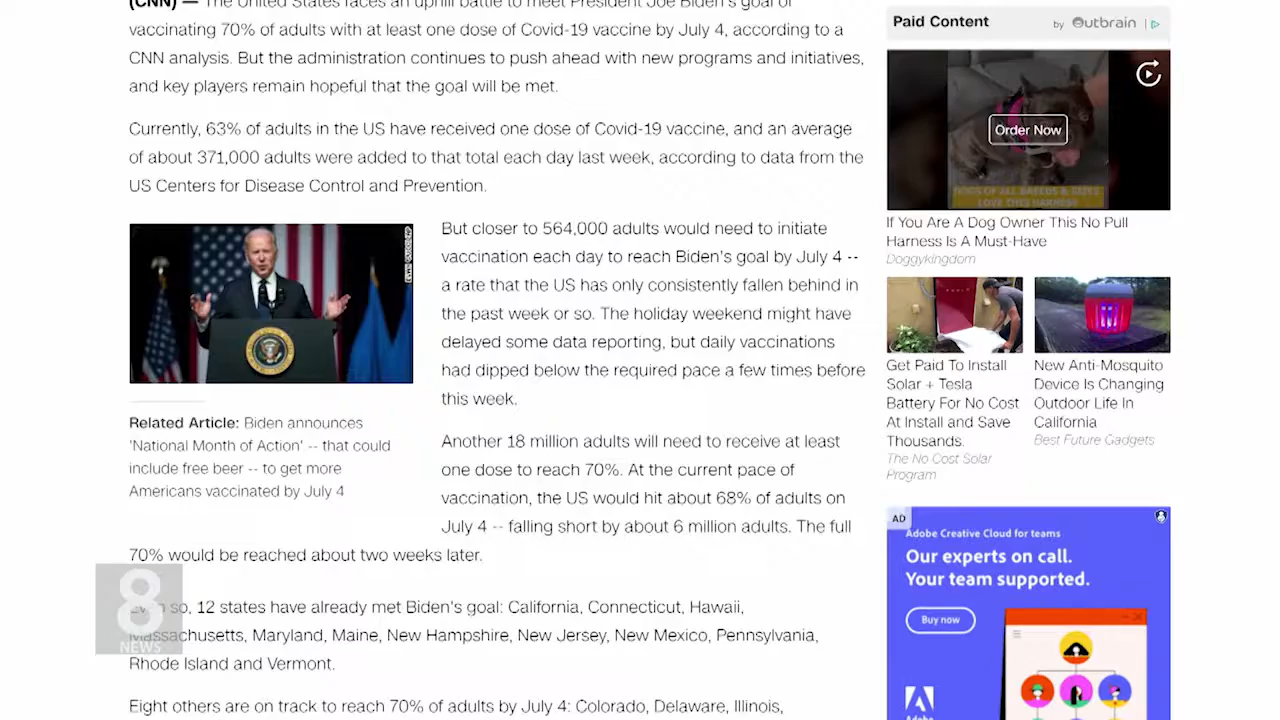 (CNN) — The United States faces an uphill battle to meet President Joe Biden's goal of
vaccinating 70% of adults with at least one dose of Covid-19 vaccine by July 4, according to a
CNN analysis. But the administration continues to push ahead with new programs and initiatives,
and key players remain hopeful that the goal will be met.
Currently, 63% of adults in the US have received one dose of Covid-19 vaccine, and an average
of about 371,000 adults were added to that total each day last week, according to data from the
US Centers for Disease Control and Prevention.
But closer to 564,000 adults would need to initiate
vaccination each day to reach Biden's goal by July 4 --
a rate that the US has only consistently fallen behind in
the past week or so. The holiday weekend might have
delayed some data reporting, but daily vaccinations
had dipped below the required pace a few times before
this week.
Related Article: Biden announces
'National Month of Action' -- that could
include free beer -- to get more
Americans vaccinated by July 4
Another 18 million adults will need to receive at least
one dose to reach 70%. At the current pace of
vaccination, the US would hit about 68% of adults on
July 4 -- falling short by about 6 million adults. The full
70% would be reached about two weeks later.
Even so, 12 states have already met Biden's goal: California, Connecticut, Hawaii,
Massachusetts, Maryland, Maine, New Hampshire, New Jersey, New Mexico, Pennsylvania,
Rhode Island and Vermont.
Eight others are on track to reach 70% of adults by July 4: Colorado, Delaware, Illinois,
8
NEWS
Paid Content
by Outbrain
Order Now
DOGS OF ALL BREEDS & SIZES
LOVE THIS HARNESS
If You Are A Dog Owner This No Pull
Harness Is A Must-Have
Doggykingdom
Get Paid To Install
Solar + Tesla
Battery For No Cost
At Install and Save
Thousands.
The No Cost Solar
Program
New Anti-Mosquito
Device Is Changing
Outdoor Life In
California
Best Future Gadgets
AD
Adobe Creative Cloud for teams
Our experts on call.
Your team supported.
Buy now
Adobe